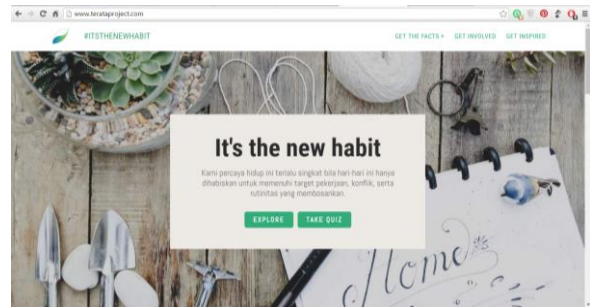 www.terataproject.com
#ITSTHENEWHABIT
GET THE FACTS
GET INVOLVED
GET INSPIRED
It's the new habit
Kami percaya hidup ini terlalu singkat bila hari-hari ini hanya
dihabiskan untuk memenuhi target pekerjaan, konflik, serta
rutinitas yang membosankan.
EXPLORE
TAKE QUIZ
Home